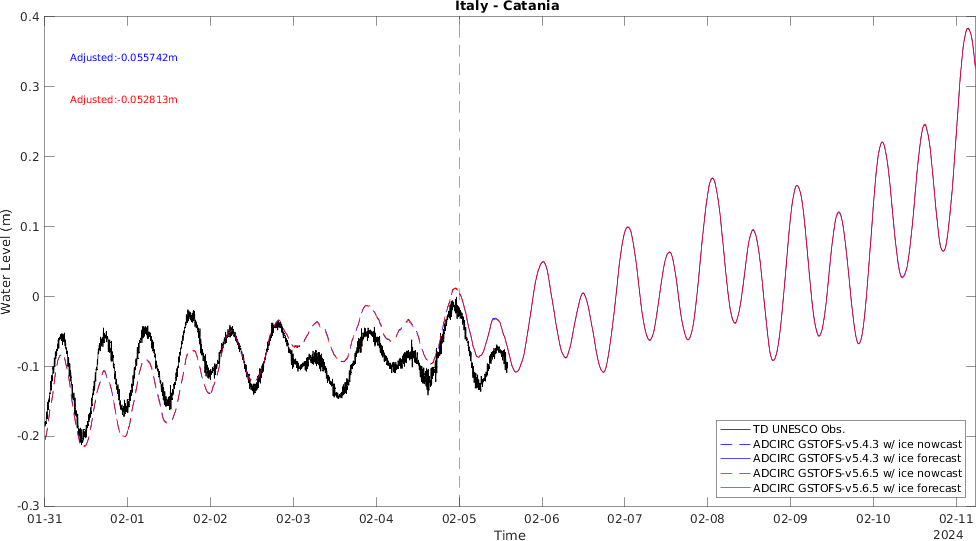 Italy - Catania
0.4
0.3
0.2
0.1
0
-0.1
-0.2
-0.3
Water Level (m)
Adjusted:-0.055742m
Adjusted:-0.052813m
TD UNESCO Obs.
ADCIRC GSTOFS-v5.4.3 w/ ice nowcast
ADCIRC GSTOFS-v5.4.3 w/ ice forecast
ADCIRC GSTOFS-v5.6.5 w/ ice nowcast
ADCIRC GSTOFS-v5.6.5 w/ ice forecast
01-31 02-01 02-02 02-03 02-04 02-05 02-06 02-07 02-08 02-09 02-10 02-11
2024
Time